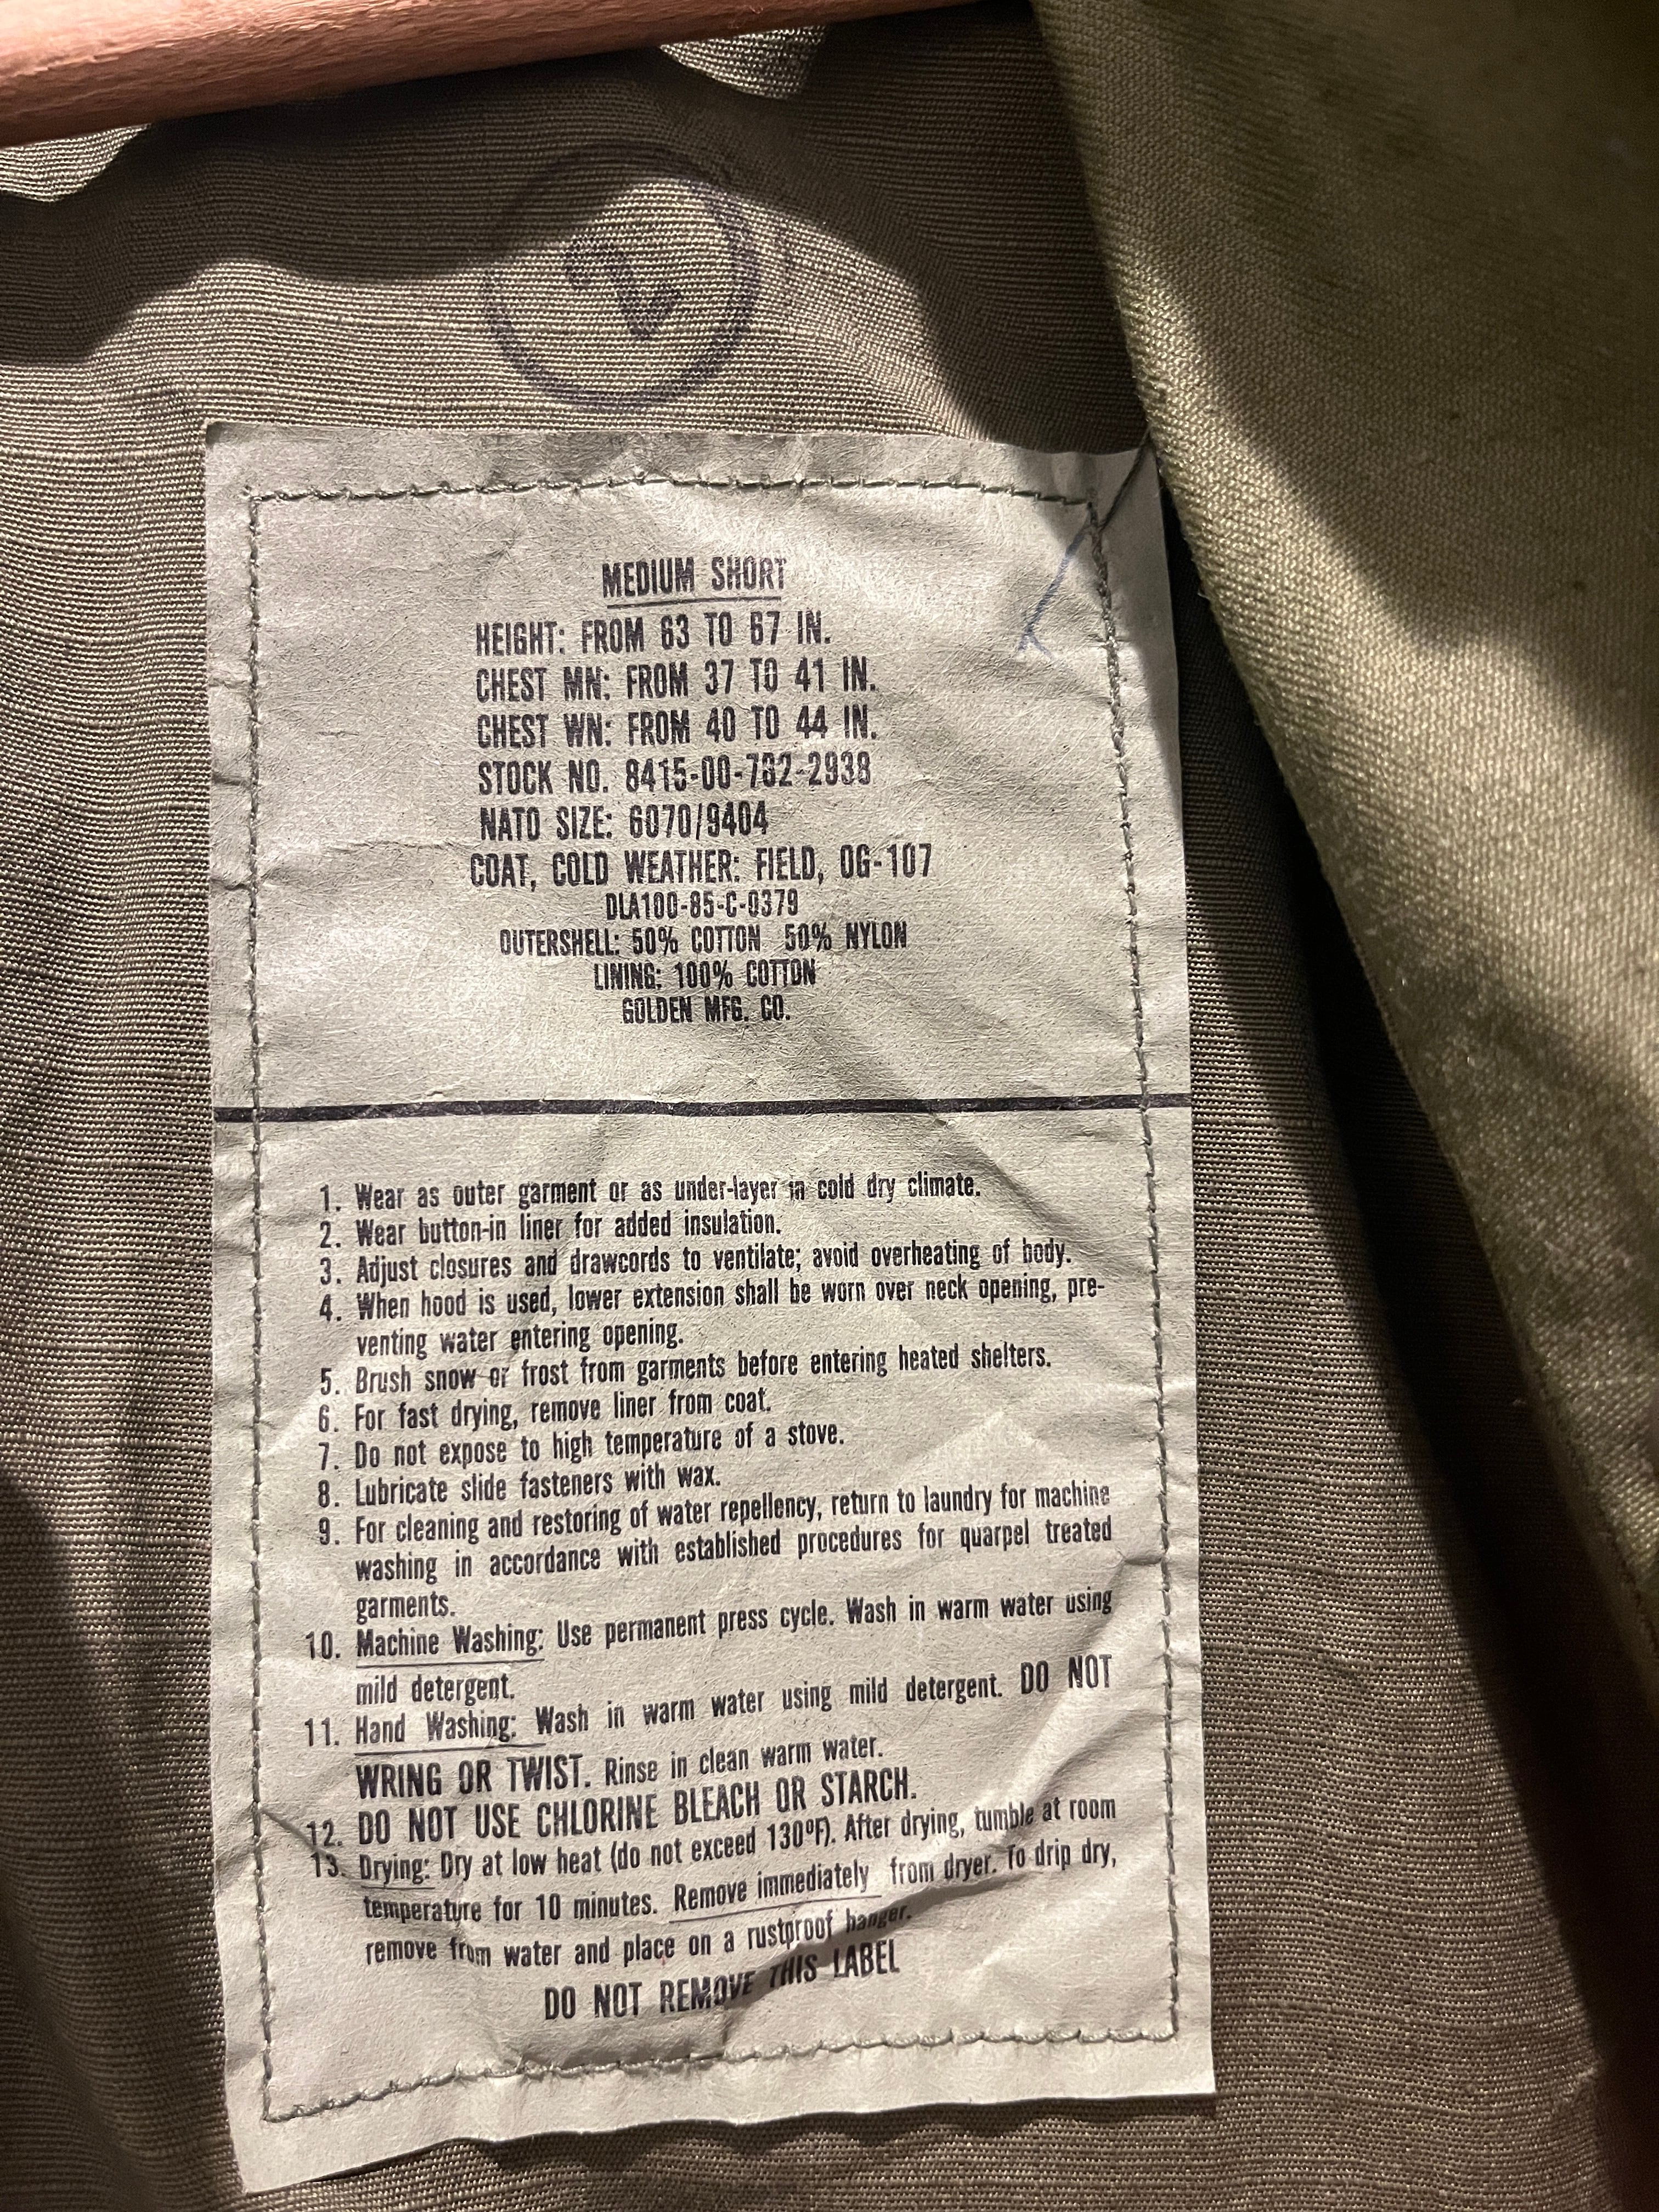 2
MEDIUM SHORT
HEIGHT: FROM 63 TO 67 IN.
CHEST MN: FROM 37 TO 41 IN.
CHEST WN: FROM 40 TO 44 IN.
STOCK NO. 8415-00-782-2938
NATO SIZE: 6070/9404
COAT, COLD WEATHER: FIELD, OG-107
DLA100-85-C-0379
OUTERSHELL: 50% COTTON 50% NYLON
LINING: 100% COTTON
GOLDEN MFG. CO.
1. Wear as outer garment or as under-layer in cold dry climate.
2. Wear button-in liner for added insulation.
3. Adjust closures and drawcords to ventilate; avoid overheating of body.
4. When hood is used, lower extension shall be worn over neck opening, pre-
venting water entering opening.
5. Brush snow or frost from garments before entering heated shelters.
6. For fast drying, remove liner from coat.
7. Do not expose to high temperature of a stove.
8. Lubricate slide fasteners with wax.
9. For cleaning and restoring of water repellency, return to laundry for machine
washing in accordance with established procedures for quarpel treated
garments.
10. Machine Washing: Use permanent press cycle. Wash in warm water using
mild detergent.
11. Hand Washing: Wash in warm water using mild detergent. DO NOT
WRING OR TWIST. Rinse in clean warm water.
12. DO NOT USE CHLORINE BLEACH OR STARCH.
13. Drying: Dry at low heat (do not exceed 130ºF). After drying, tumble at room
temperature for 10 minutes. Remove immediately from dryer. To drip dry,
remove from water and place on a rustproof hanger.
DO NOT REMOVE THIS LABEL